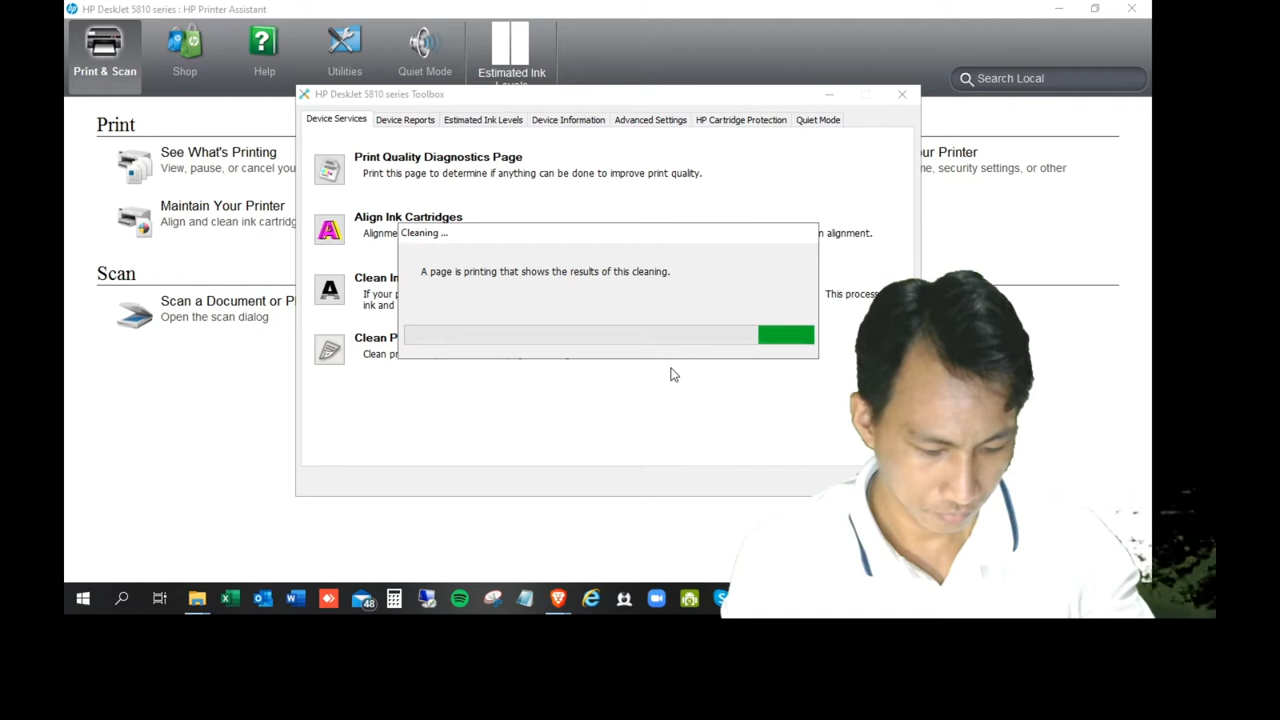 HP DeskJet 5810 series : HP Printer Assistant
Print & Scan
Shop
Help
Utilities
Quiet Mode
Estimated Ink
Search Local
HP DeskJet 5810 series Toolbox
Device Services
Device Reports
Estimated Ink Levels
Device Information
Advanced Settings
HP Cartridge Protection
Quiet Mode
Print
See What's Printing
View, pause, or cancel you
Maintain Your Printer
Align and clean ink cartridg
Scan
Scan a Document or
Open the scan dialog
Print Quality Diagnostics Page
Print this page to determine if anything can be done to improve print quality.
Align Ink Cartridges
Alignme
n alignment.
Cleaning ...
A page is printing that shows the results of this cleaning.
Clean In
If your p
This process
ink and
Clean P
Clean pr
our Printer
me, security settings, or other
48